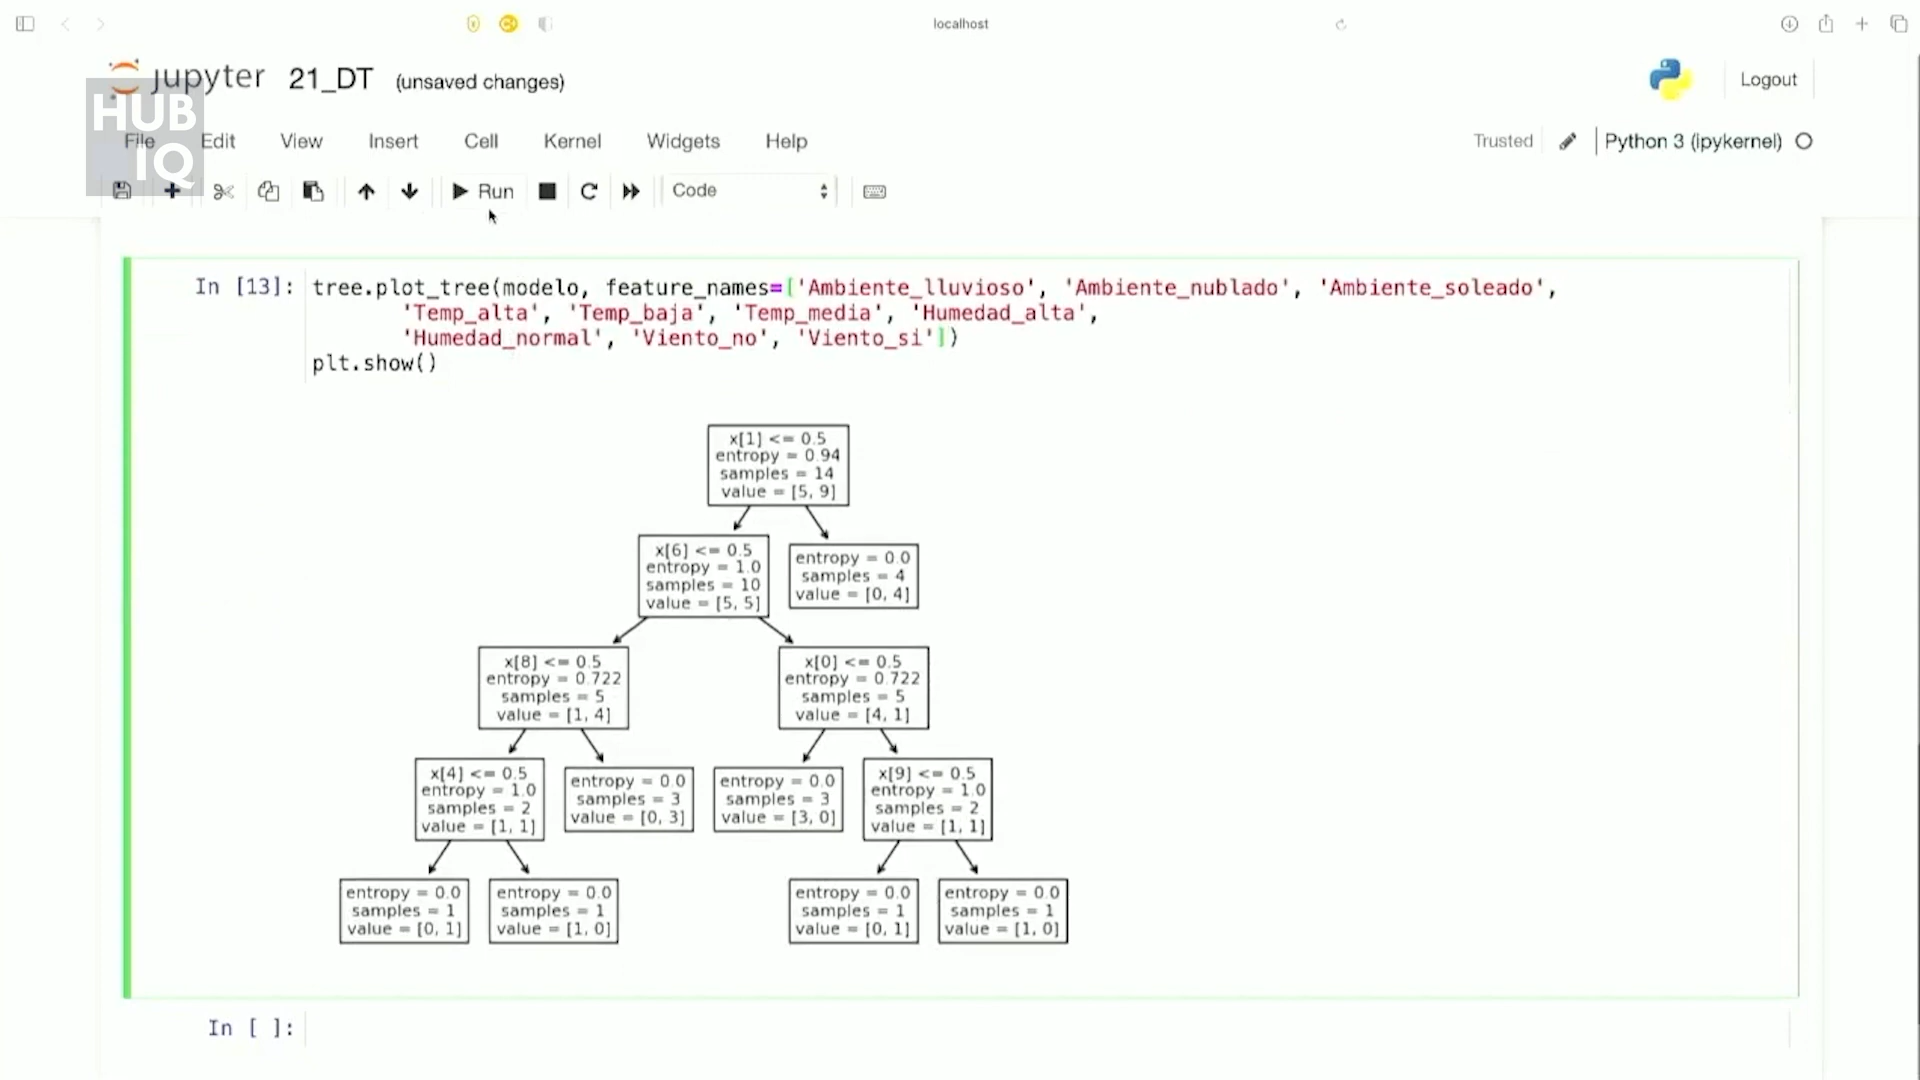 localhost
jupyter 21_DT (unsaved changes)
Logout
HUB
IQ
File Edit View Insert Cell Kernel Widgets Help
Trusted Python 3 (ipykernel)
Run Code
In [13]: tree.plot_tree(modelo, feature_names=['Ambiente_lluvioso', 'Ambiente_nublado', 'Ambiente_soleado',
'Temp_alta', 'Temp_baja', 'Temp_media', 'Humedad_alta',
'Humedad_normal', 'Viento_no', 'Viento_si'])
plt.show()
x[1] <= 0.5
entropy = 0.94
samples = 14
value = [5, 9]
x[6] <= 0.5
entropy = 1.0
samples = 10
value = [5, 5]
entropy = 0.0
samples = 4
value = [0, 4]
x[8] <= 0.5
entropy = 0.722
samples = 5
value = [1, 4]
x[0] <= 0.5
entropy = 0.722
samples = 5
value = [4, 1]
x[4] <= 0.5
entropy = 1.0
samples = 2
value = [1, 1]
entropy = 0.0
samples = 3
value = [0, 3]
entropy = 0.0
samples = 3
value = [3, 0]
x[9] <= 0.5
entropy = 1.0
samples = 2
value = [1, 1]
entropy = 0.0
samples = 1
value = [0, 1]
entropy = 0.0
samples = 1
value = [1, 0]
entropy = 0.0
samples = 1
value = [0, 1]
entropy = 0.0
samples = 1
value = [1, 0]
In [ ]: